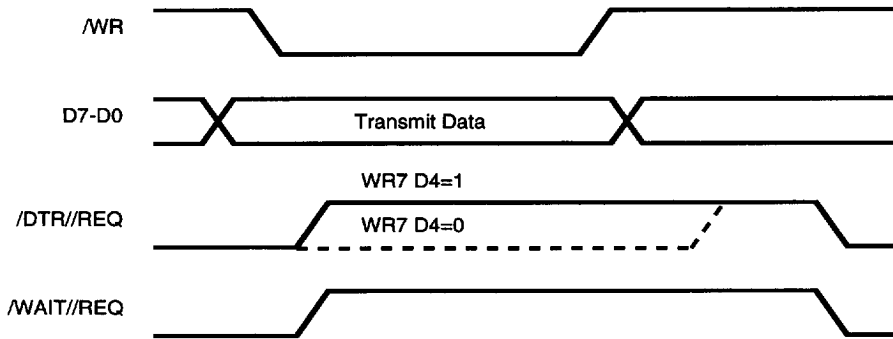 /WR
D7-D0
Transmit Data
WR7 D4=1
/DTR//REQ
WR7 D4=0
/WAIT//REQ